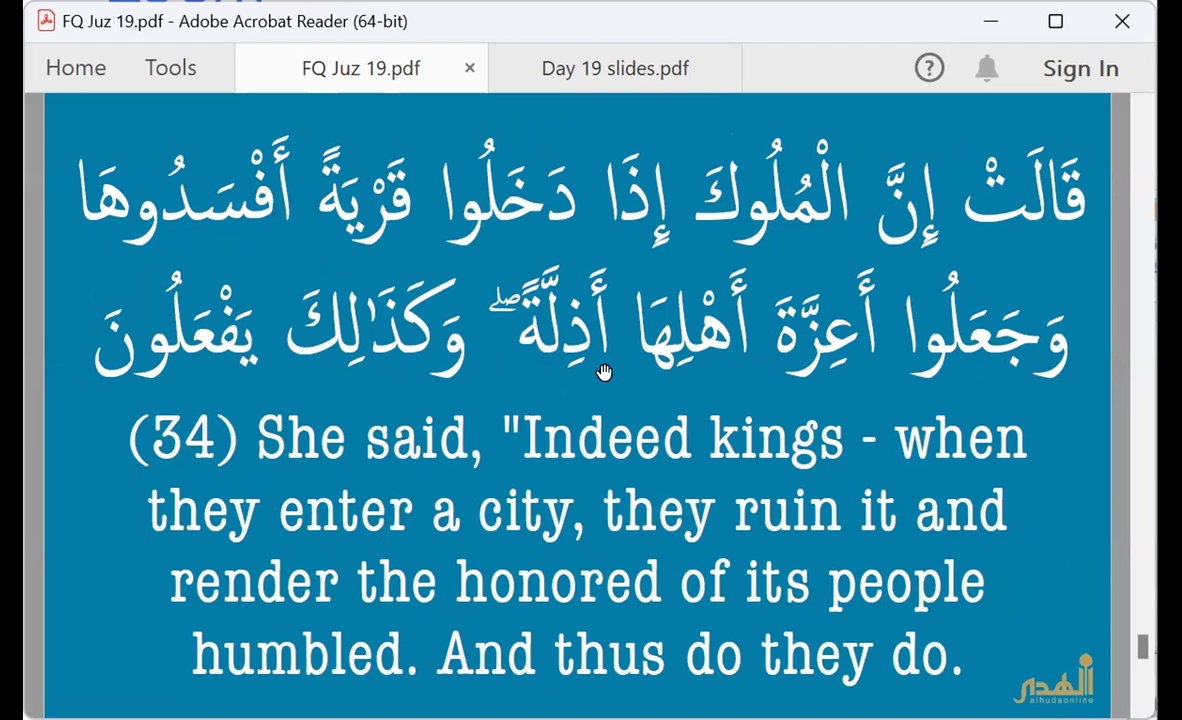 FQ Juz 19.pdf - Adobe Acrobat Reader (64-bit)
Home Tools FQ Juz 19.pdf × Day 19 slides.pdf ? Sign In
قَالَتْ إِنَّ الْمُلُوكَ إِذَا دَخَلُوا قَرْيَةً أَفْسَدُوهَا
وَجَعَلُوا أَعِزَّةَ أَهْلِهَا أَذِلَّةً ۖ وَكَذَٰلِكَ يَفْعَلُونَ
(34) She said, "Indeed kings - when
they enter a city, they ruin it and
render the honored of its people
humbled. And thus do they do.
الهدى
alhudaonline